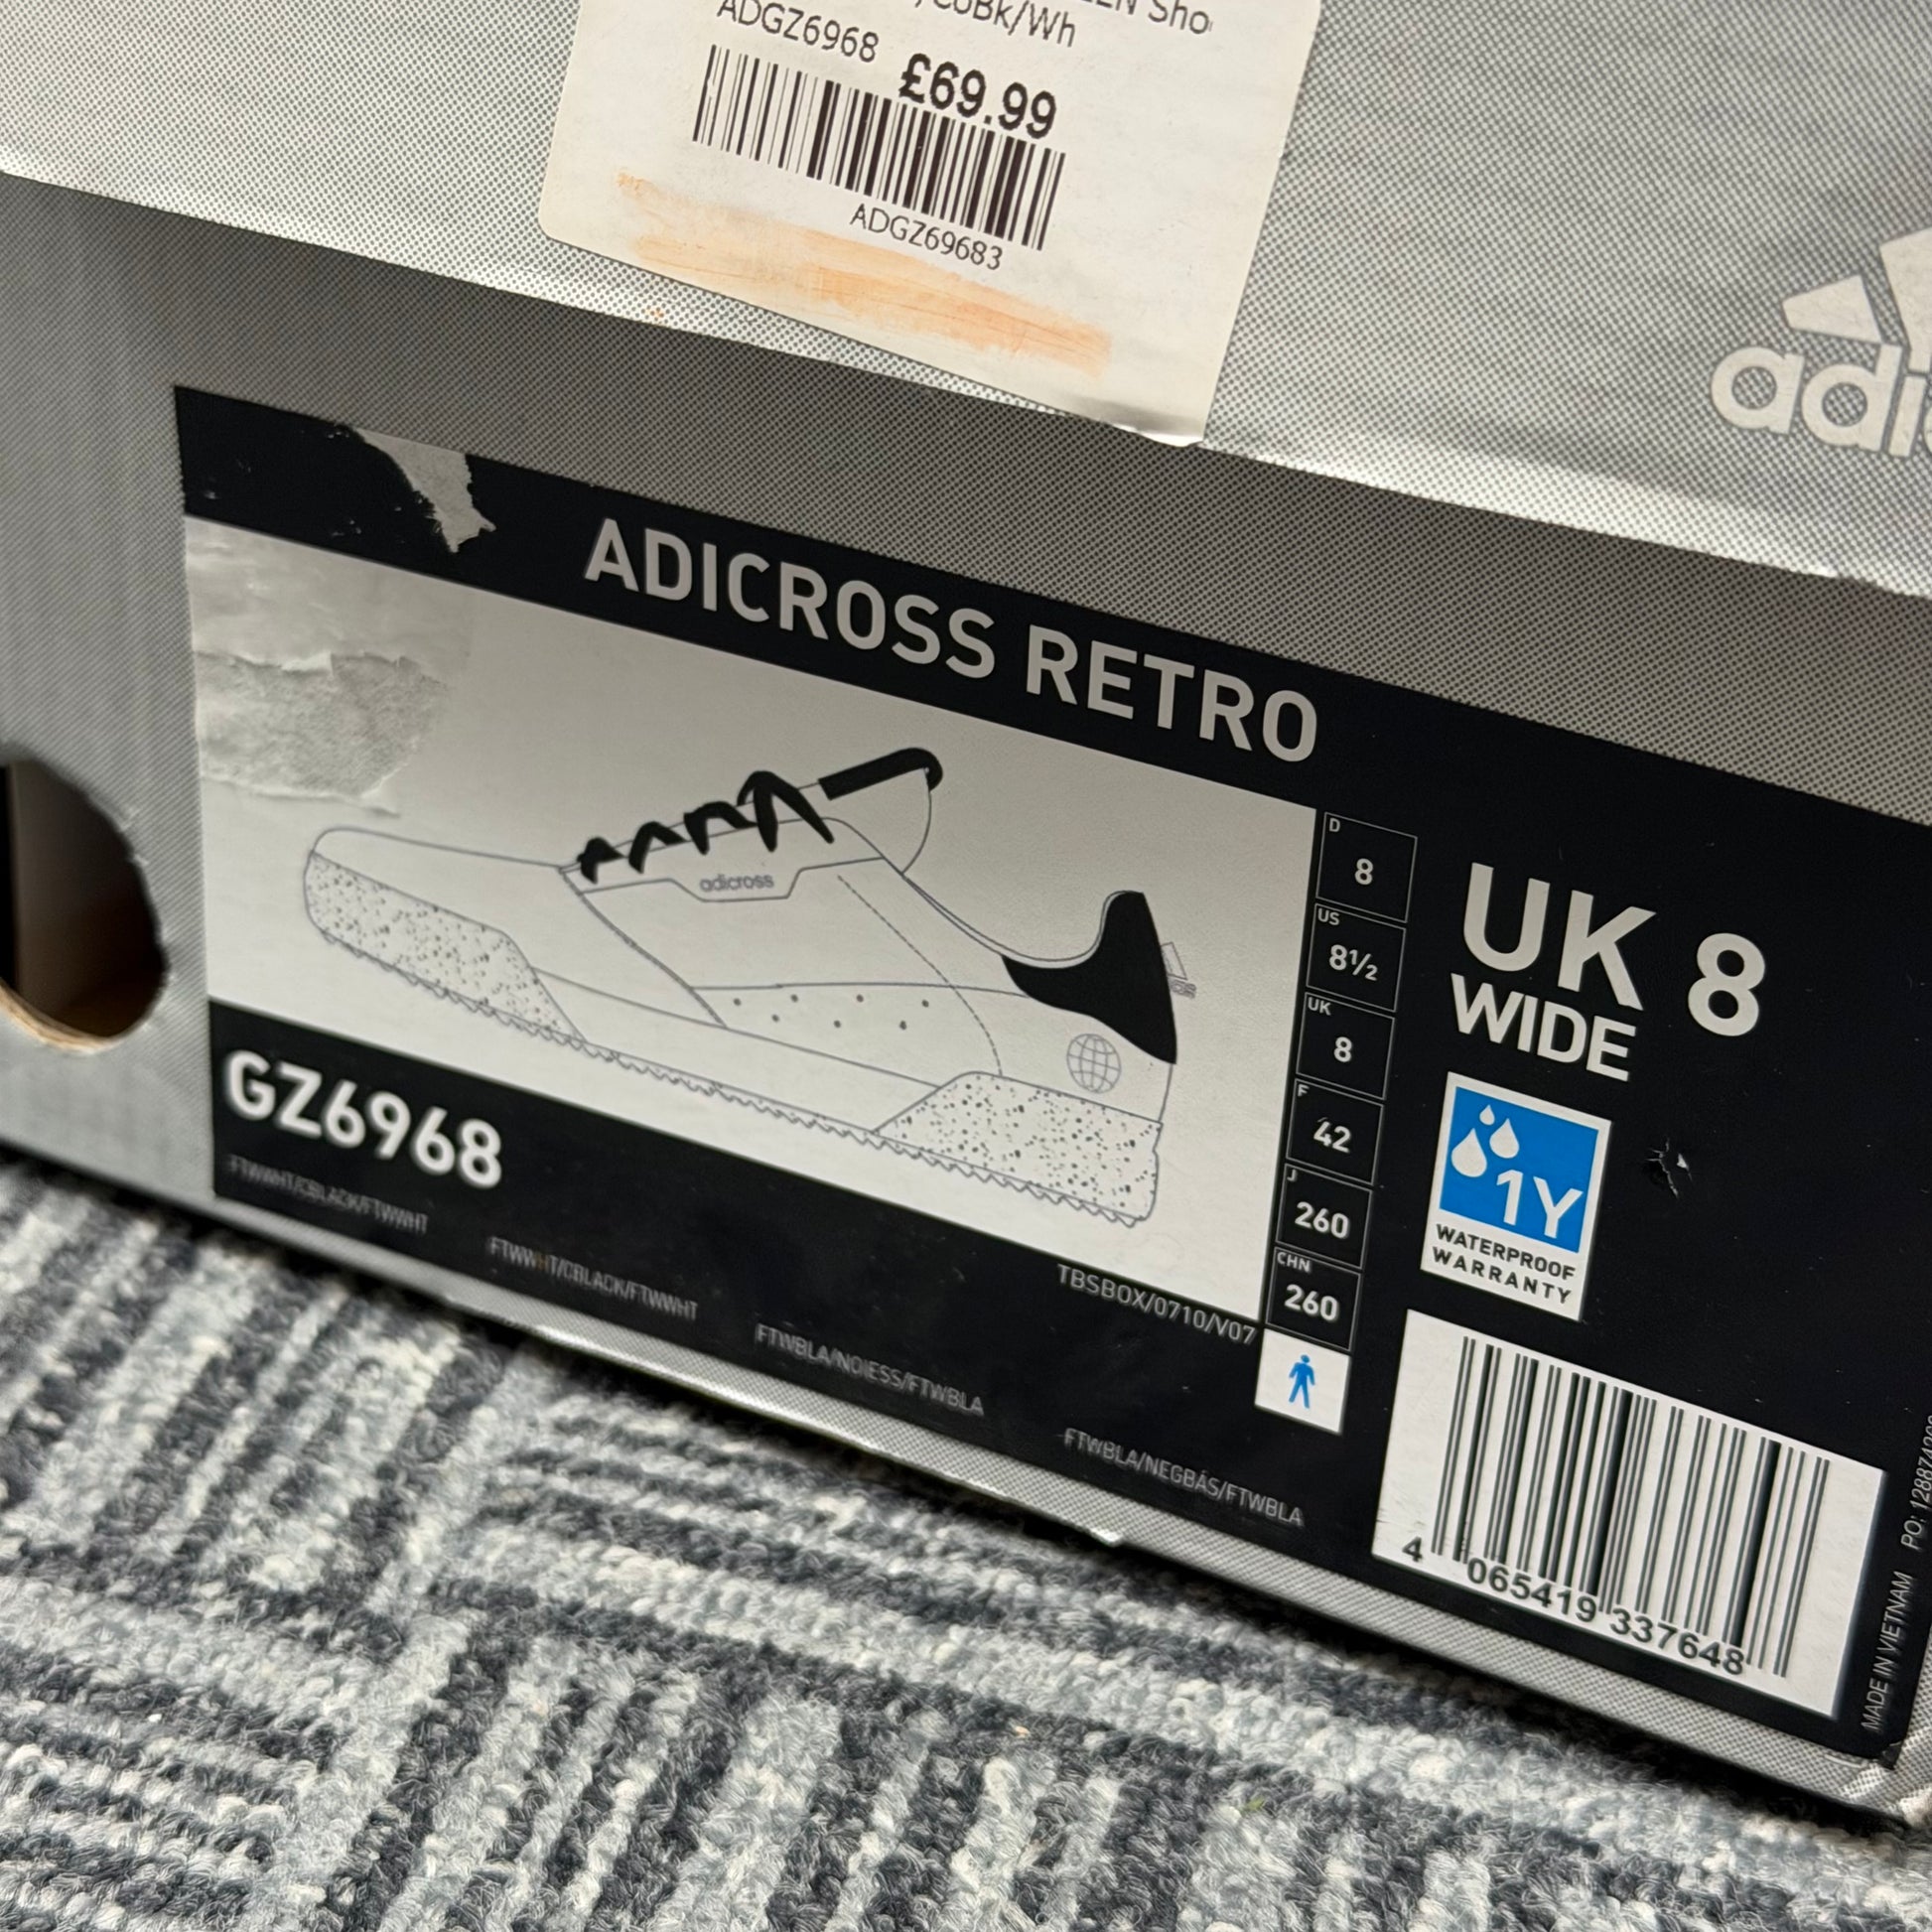 Sho
/CoBk/Wh
ADGZ6968 £69.99
ADGZ69683
adi
ADICROSS RETRO
adicross
D
8
US
8½
UK
8
F
42
J
260
CHN
260
UK 8
WIDE
1Y
WATERPROOF
WARRANTY
GZ6968
FTWWHT/CBLACK/FTWWHT
FTWWHT/CBLACK/FTWWHT
FTWBLA/NOIESS/FTWBLA
FTWBLA/NEGBÁS/FTWBLA
TBSBOX/0710/V07
4 065419 337648
MADE IN VIETNAM PO: